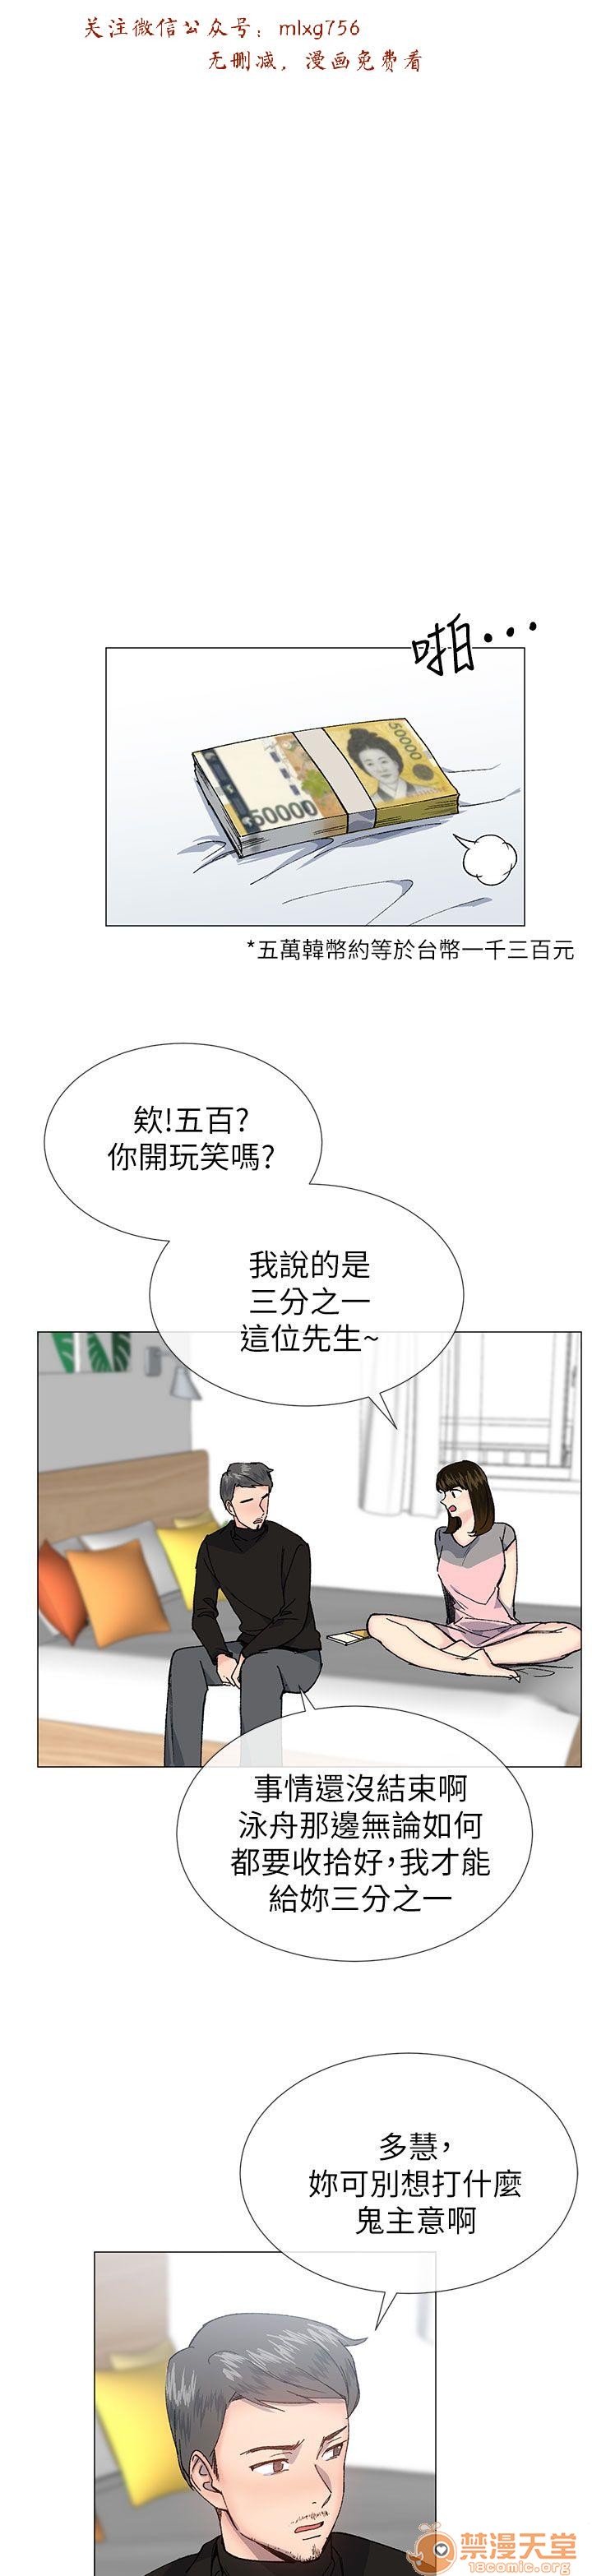 关注微信公众号：mlxg756
无删减，漫画免费看
啪...
50000
50000
*五萬韓幣約等於台幣一千三百元
欸!五百?
你開玩笑嗎?
我說的是
三分之一
這位先生~
事情還沒結束啊
泳舟那邊無論如何
都要收拾好，我才能
給妳三分之一
多慧，
妳可別想打什麼
鬼主意啊
禁漫天堂
18comic.org